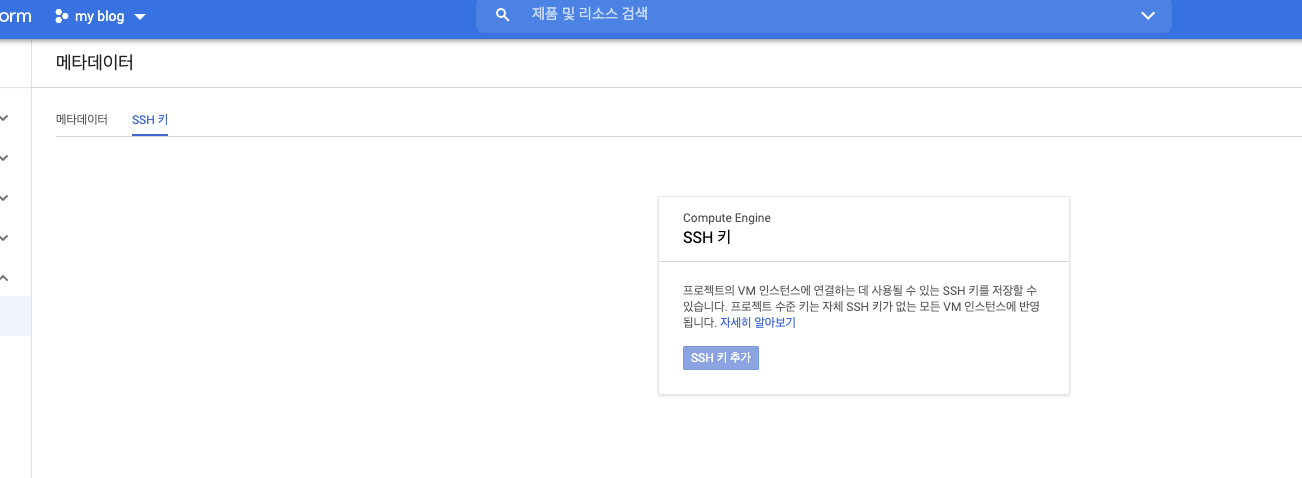 orm my blog 제품 및 리소스 검색
메타데이터
메타데이터 SSH 키
Compute Engine
SSH 키
프로젝트의 VM 인스턴스에 연결하는 데 사용될 수 있는 SSH 키를 저장할 수
있습니다. 프로젝트 수준 키는 자체 SSH 키가 없는 모든 VM 인스턴스에 반영
됩니다. 자세히 알아보기
SSH 키 추가